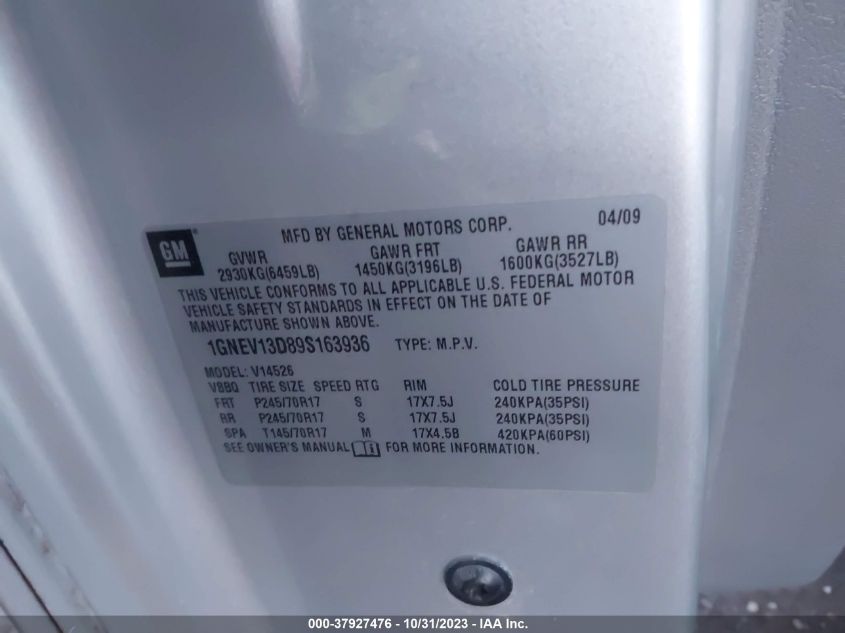 GM
MFD BY GENERAL MOTORS CORP. 04/09
GVWR GAWR FRT GAWR RR
2930KG(6459LB) 1450KG(3196LB) 1600KG(3527LB)
THIS VEHICLE CONFORMS TO ALL APPLICABLE U.S. FEDERAL MOTOR
VEHICLE SAFETY STANDARDS IN EFFECT ON THE DATE OF
MANUFACTURE SHOWN ABOVE.
1GNEV13D89S163936 TYPE: M.P.V.
MODEL: V14526
V8BQ TIRE SIZE SPEED RTG RIM COLD TIRE PRESSURE
FRT P245/70R17 S 17X7.5J 240KPA(35PSI)
RR P245/70R17 S 17X7.5J 240KPA(35PSI)
SPA T145/70R17 M 17X4.5B 420KPA(60PSI)
SEE OWNER'S MANUAL FOR MORE INFORMATION.
000-37927476 - 10/31/2023 - IAA Inc.